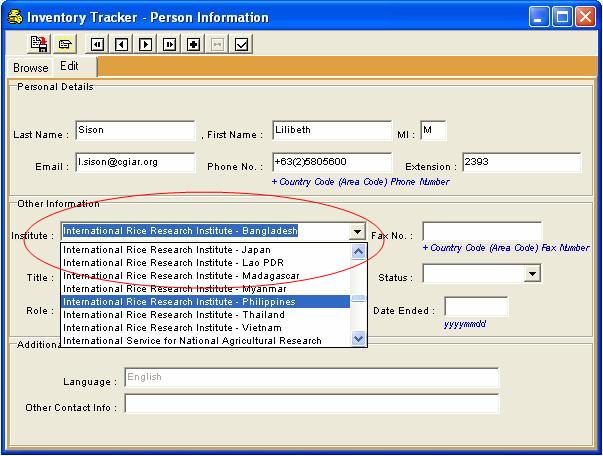 Inventory Tracker - Person Information
Browse Edit
Personal Details
Last Name : Sison , First Name : Lilibeth MI : M
Email : l.sison@cgiar.org Phone No. : +63(2)5805600 Extension : 2393
+ Country Code (Area Code) Phone Number
Other Information
Institute : International Rice Research Institute - Bangladesh Fax No. :
+ Country Code (Area Code) Fax Number
International Rice Research Institute - Japan
International Rice Research Institute - Lao PDR
Title : International Rice Research Institute - Madagascar Status :
International Rice Research Institute - Myanmar
International Rice Research Institute - Philippines
Role : International Rice Research Institute - Thailand Date Ended :
International Rice Research Institute - Vietnam yyyymmdd
International Service for National Agricultural Research
Additiona
Language : English
Other Contact Info :